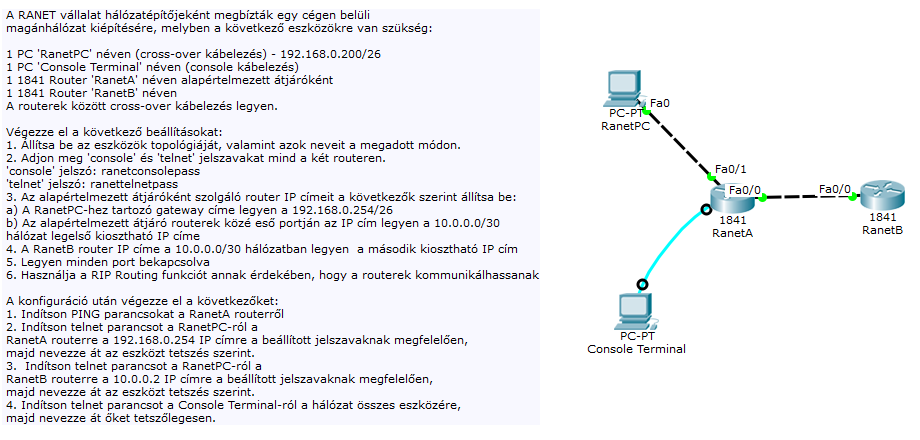 A RANET vállalat hálózatépítőjeként megbízták egy cégen belüli
magánhálózat kiépítésére, melyben a következő eszközökre van szükség:
1 PC 'RanetPC' néven (cross-over kábelezés) - 192.168.0.200/26
1 PC 'Console Terminal' néven (console kábelezés)
1 1841 Router 'RanetA' néven alapértelmezett átjáróként
1 1841 Router 'RanetB' néven
A routerek között cross-over kábelezés legyen.
Végezze el a következő beállításokat:
1. Állítsa be az eszközök topológiáját, valamint azok neveit a megadott módon.
2. Adjon meg 'console' és 'telnet' jelszavakat mind a két routeren.
'console' jelszó: ranetconsolepass
'telnet' jelszó: ranettelnetpass
3. Az alapértelmezett átjáróként szolgáló router IP címeit a következők szerint állítsa be:
a) A RanetPC-hez tartozó gateway címe legyen a 192.168.0.254/26
b) Az alapértelmezett átjáró routerek közé eső portján az IP cím legyen a 10.0.0.0/30
hálózat legelső kiosztható IP címe
4. A RanetB router IP címe a 10.0.0.0/30 hálózatban legyen  a második kiosztható IP cím
5. Legyen minden port bekapcsolva
6. Használja a RIP Routing funkciót annak érdekében, hogy a routerek kommunikálhassanak
A konfiguráció után végezze el a következőket:
1. Indítson PING parancsokat a RanetA routerről
2. Indítson telnet parancsot a RanetPC-ról a
RanetA routerre a 192.168.0.254 IP címre a beállított jelszavaknak megfelelően,
majd nevezze át az eszközt tetszés szerint.
3.  Indítson telnet parancsot a RanetPC-ról a
RanetB routerre a 10.0.0.2 IP címre a beállított jelszavaknak megfelelően,
majd nevezze át az eszközt tetszés szerint.
4. Indítson telnet parancsot a Console Terminal-ról a hálózat összes eszközére,
majd nevezze át őket tetszőlegesen.
Fa0
PC-PT
RanetPC
Fa0/1
Fa0/0
Fa0/0
1841
RanetA
1841
RanetB
PC-PT
Console Terminal